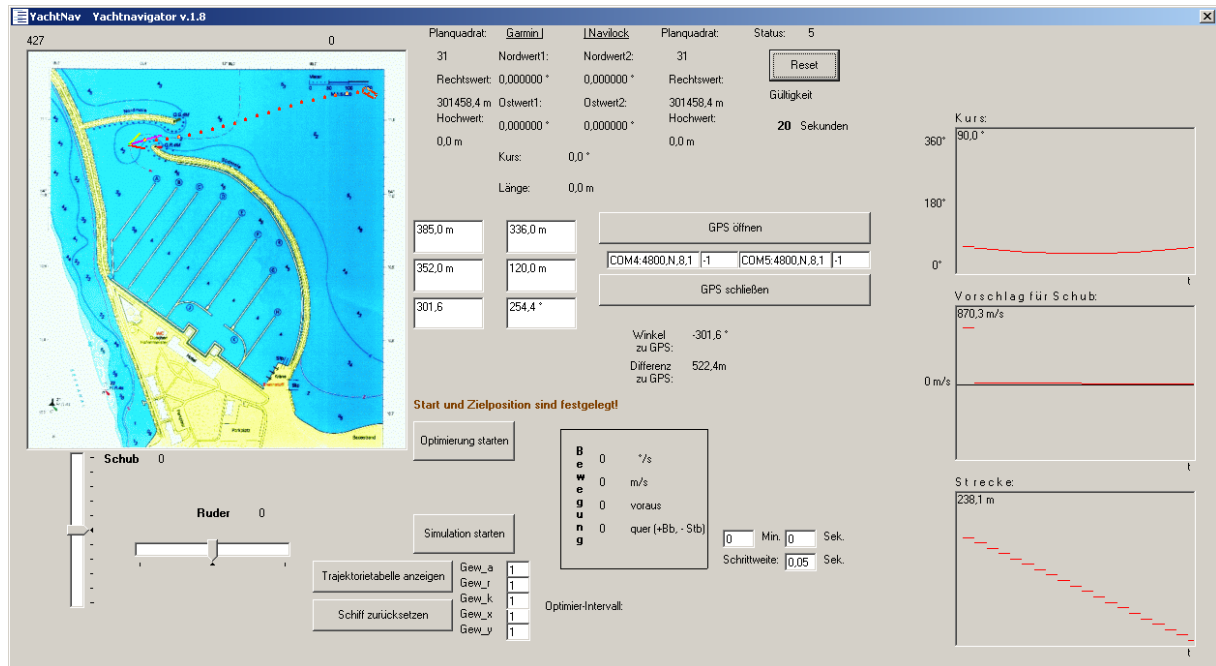 YachtNav Yachtnavigator v.1.8
427 0
Planquadrat: Garmin | | Navilock Planquadrat: Status: 5
31 Nordwert1: Nordwert2: 31
Reset
Rechtswert: 0,000000 ° 0,000000 ° Rechtswert:
Gültigkeit
301458,4 m Ostwert1: Ostwert2: 301458,4 m
Hochwert: 0,000000 ° 0,000000 ° Hochwert:
20 Sekunden
0,0 m 0,0 m
Kurs: 0,0 °
Länge: 0,0 m
385,0 m 336,0 m
352,0 m 120,0 m
301,6 254,4 °
GPS öffnen
COM4:4800,N,8,1 -1 COM5:4800,N,8,1 -1
GPS schließen
Winkel zu GPS: -301,6 °
Differenz zu GPS: 522,4m
Start und Zielposition sind festgelegt!
Optimierung starten
Simulation starten
Bewegung
0 °/s
0 m/s
0 voraus
0 quer (+Bb, - Stb)
0 Min. 0 Sek.
Schrittweite: 0,05 Sek.
Schub 0
Ruder 0
Trajektorietabelle anzeigen
Schiff zurücksetzen
Gew_a 1
Gew_r 1
Gew_k 1
Gew_x 1
Gew_y 1
Optimier-Intervall:
Kurs:
360° 90,0 °
180°
0°
t
Vorschlag für Schub:
870,3 m/s
0 m/s
t
Strecke:
238,1 m
t